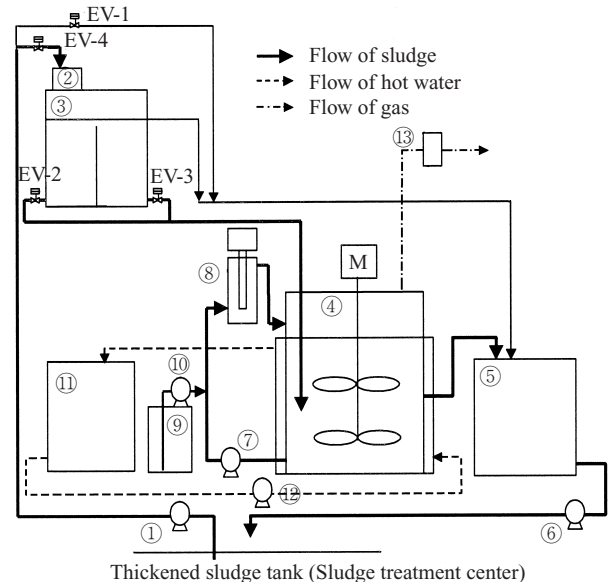 EV-1
EV-4
②
③
Flow of sludge
Flow of hot water
Flow of gas
⑬
EV-2
EV-3
⑧
M
④
⑤
⑪
⑩
⑨
⑦
⑫
①
⑥
Thickened sludge tank (Sludge treatment center)